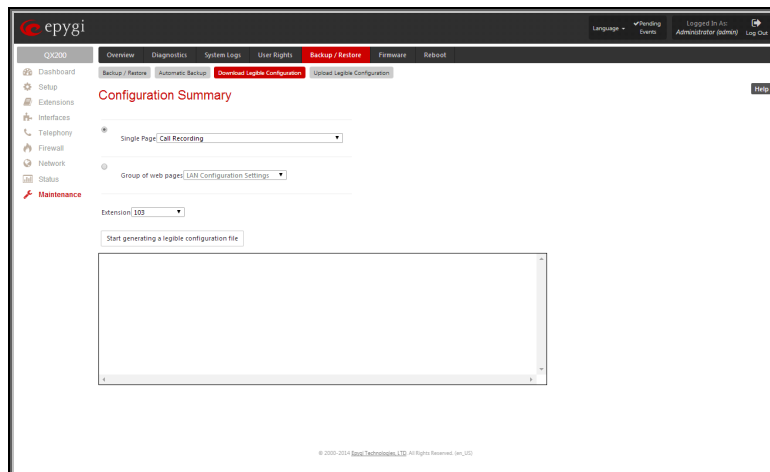 epygi
Language
✔Pending Events
Logged In As:
Administrator (admin)
Log Out
QX200
Overview Diagnostics System Logs User Rights Backup / Restore Firmware Reboot
Dashboard
Setup
Extensions
Interfaces
Telephony
Firewall
Network
Status
Maintenance
Backup / Restore Automatic Backup Download Legible Configuration Upload Legible Configuration
Help
Configuration Summary
Single Page Call Recording
Group of web pages LAN Configuration Settings
Extension 103
Start generating a legible configuration file
© 2000-2014 Epygi Technologies, LTD. All Rights Reserved. (en_US)